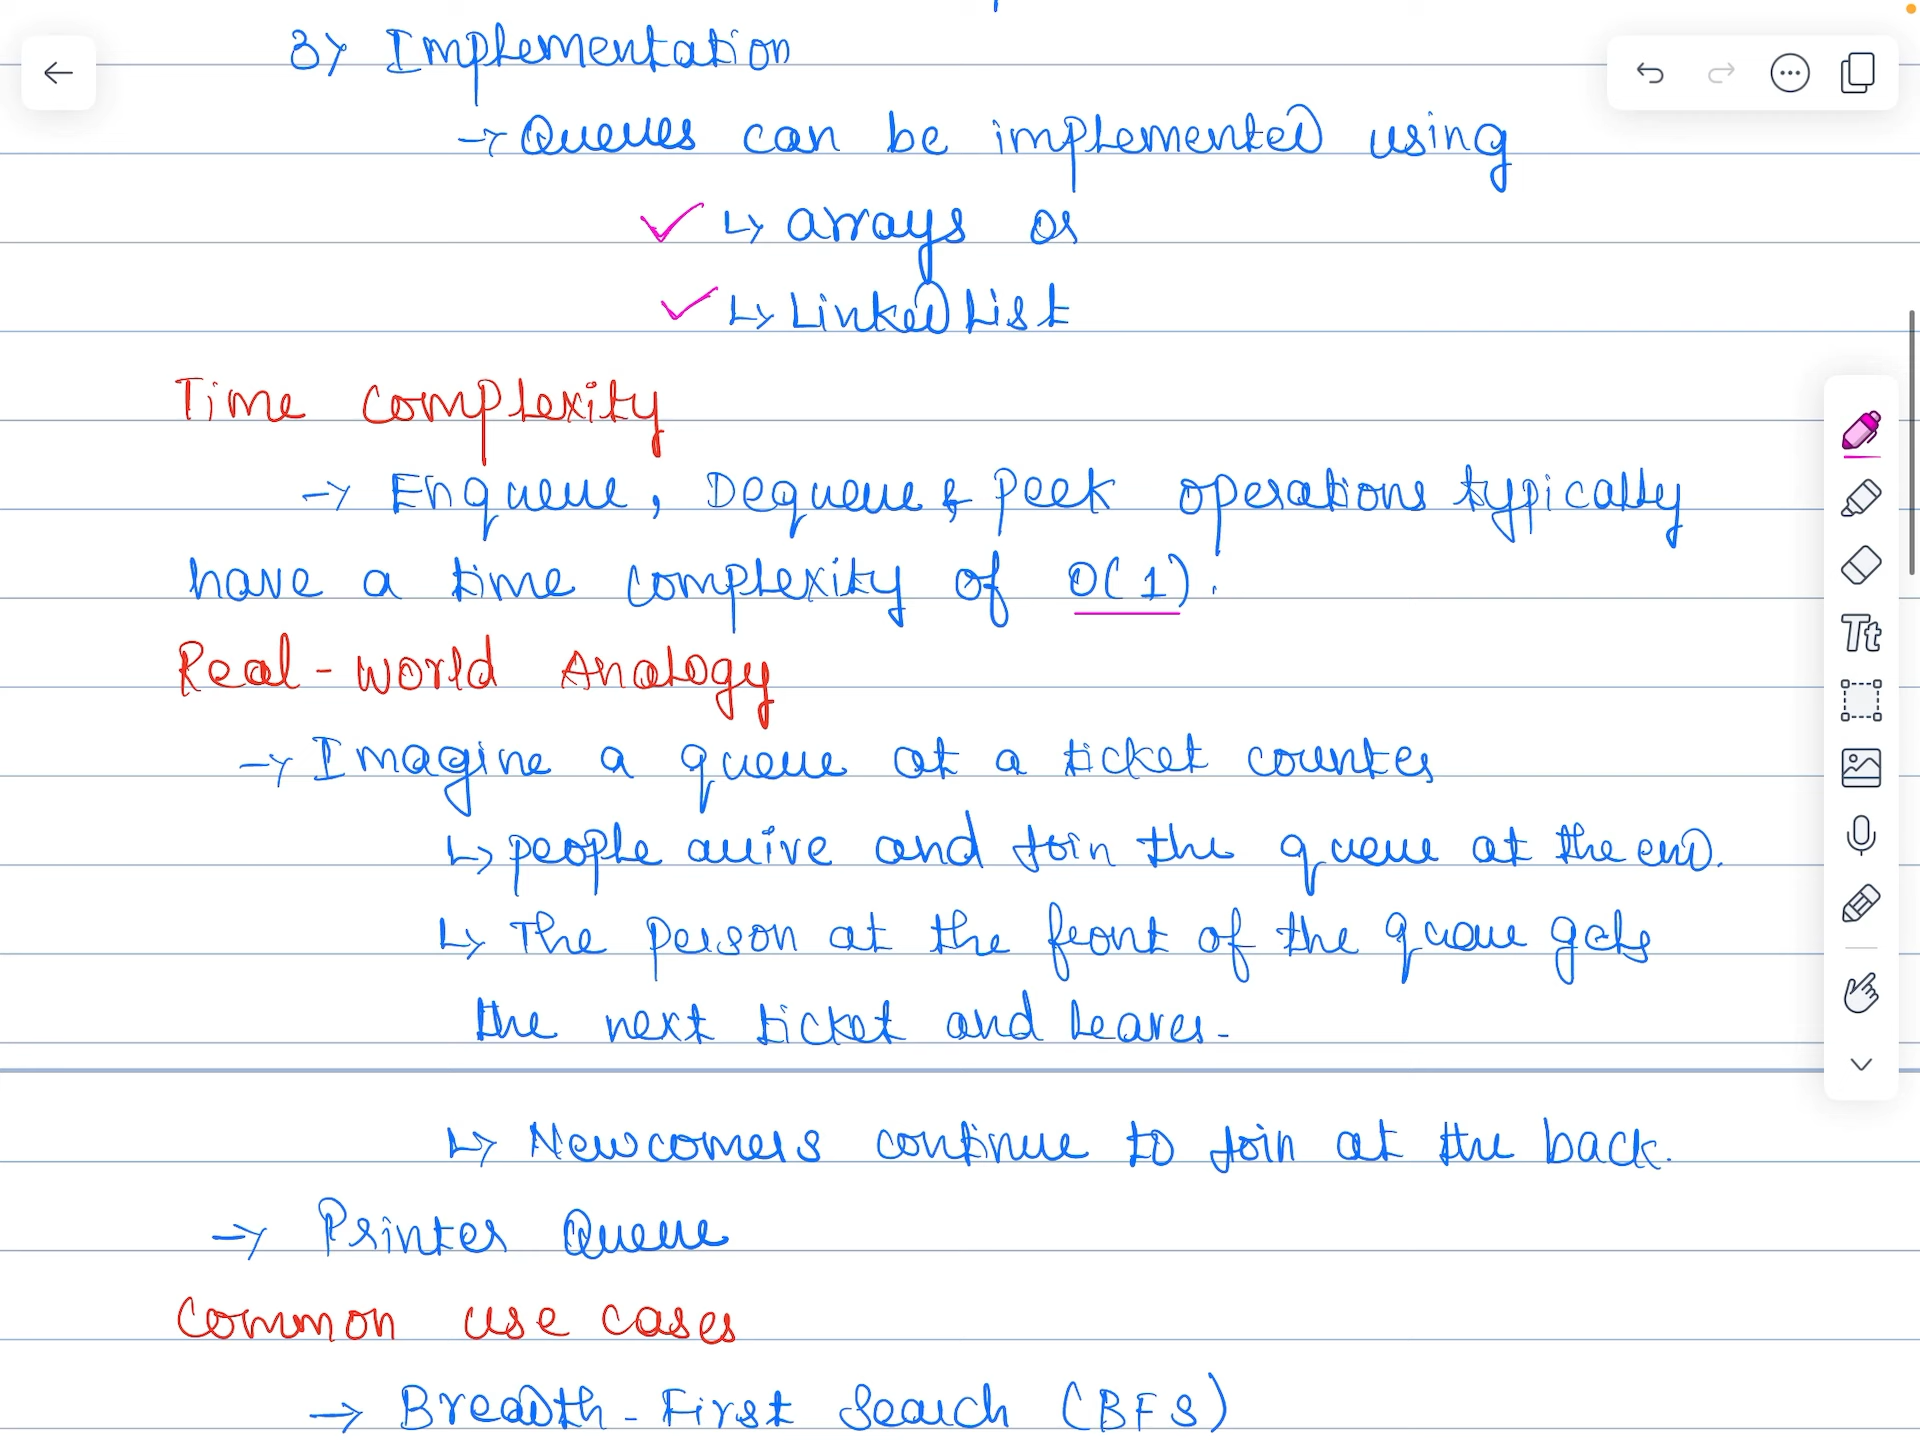 3) Implementation
→ Queues can be implemented using
↳ arrays or
↳ Linked List
Time complexity
→ Enqueue, Dequeue & Peek operations typically
have a time complexity of O(1).
Real-world Analogy
→ Imagine a queue at a ticket counter
↳ people arrive and join the queue at the end.
↳ The person at the front of the queue gets
the next ticket and leaves.
↳ Newcomers continue to join at the back.
→ Printer Queue
Common use cases
→ Breadth-First Search (BFS)
Tt